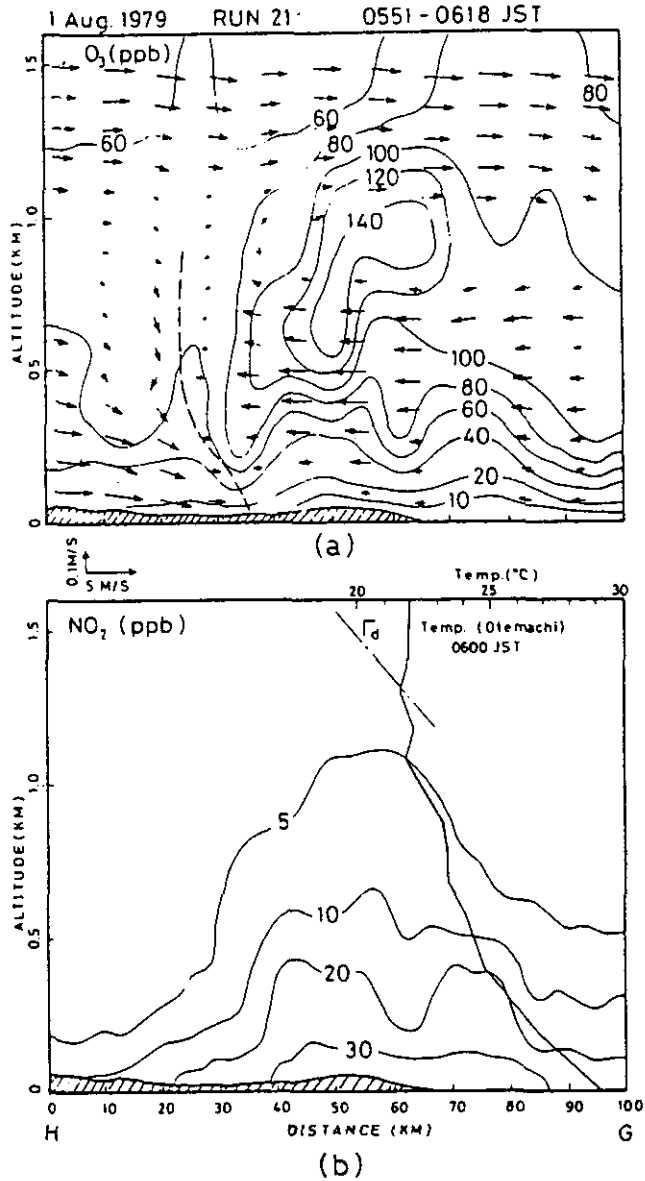 1 Aug. 1979 RUN 21 0551-0618 JST
O₃ (ppb)
1.5
60
80
60
80
100
120
140
1.0
ALTITUDE (KM)
0.5
100
80
60
40
20
10
0
(a)
0.1M/S
5 M/S
Temp. (°C)
20 25 30
NO₂ (ppb)
Γd
Temp. (Otemachi)
0600 JST
1.5
1.0
ALTITUDE (KM)
5
10
0.5
20
30
0
0 10 20 30 40 50 60 70 80 90 100
H DISTANCE (KM) G
(b)